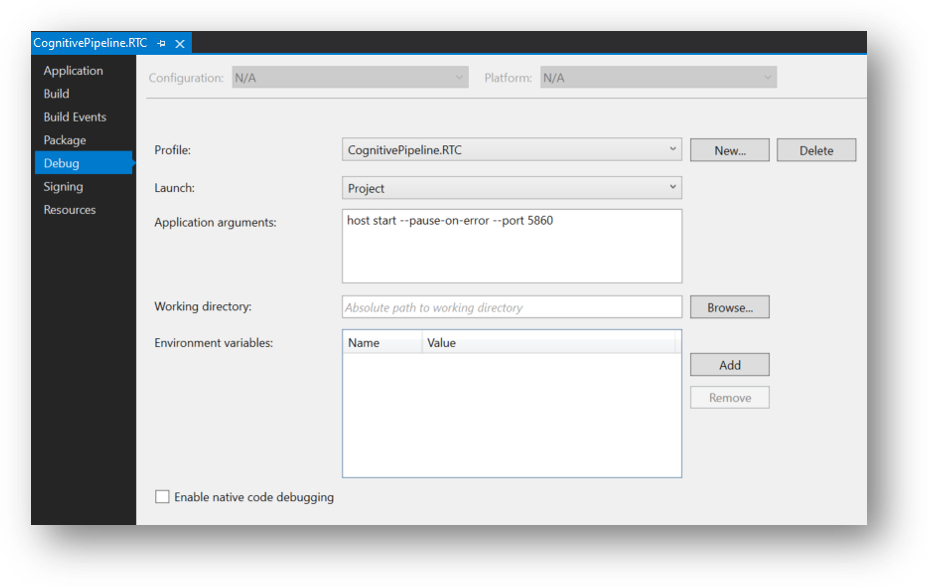 CognitivePipeline.RTC
Application
Build
Build Events
Package
Debug
Signing
Resources
Configuration: N/A Platform: N/A
Profile: CognitivePipeline.RTC New... Delete
Launch: Project
Application arguments: host start --pause-on-error --port 5860
Working directory: Absolute path to working directory Browse...
Environment variables: Name Value
Add
Remove
Enable native code debugging